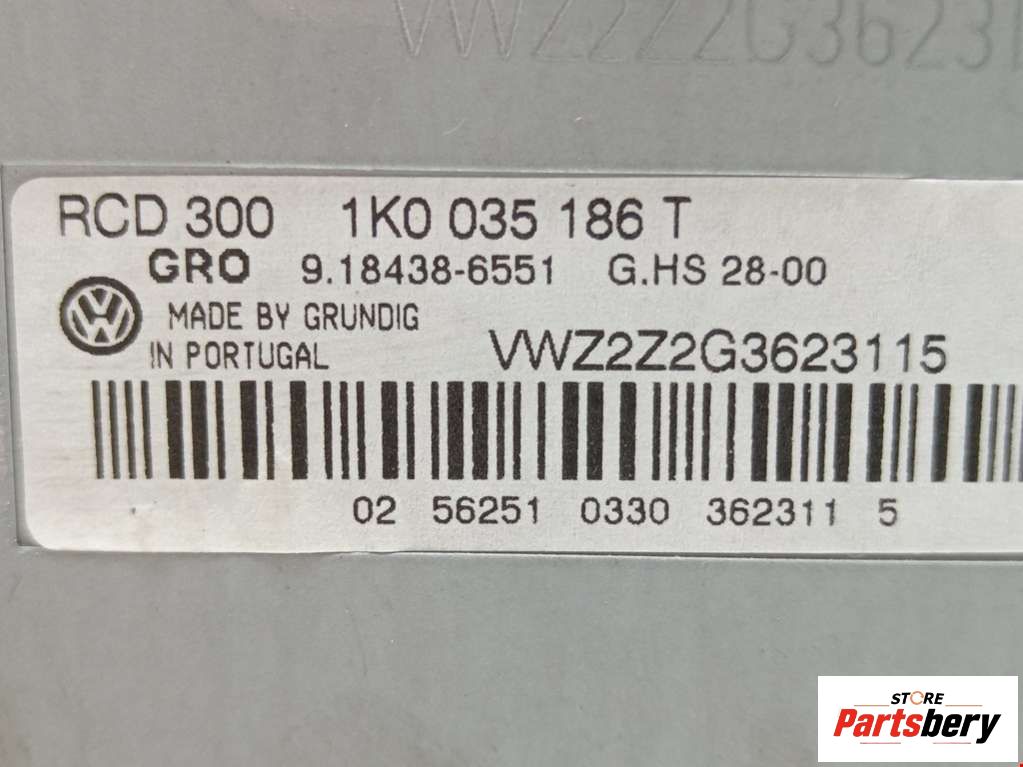 VWZ2Z2G36231
RCD 300 1K0 035 186 T
GRO 9.18438-6551 G.HS 28-00
MADE BY GRUNDIG
IN PORTUGAL VWZ2Z2G3623115
02 56251 0330 362311 5
STORE
Partsbery